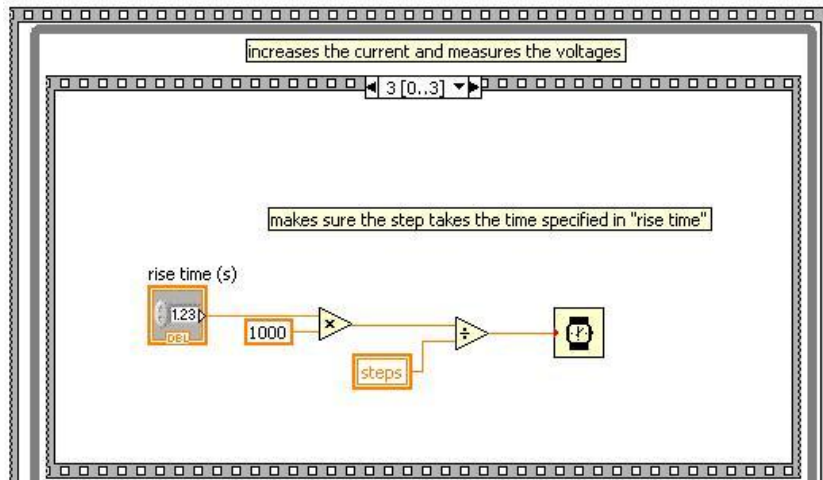 increases the current and measures the voltages
3 [0..3]
makes sure the step takes the time specified in "rise time"
rise time (s)
1.23
DBL
1000
steps